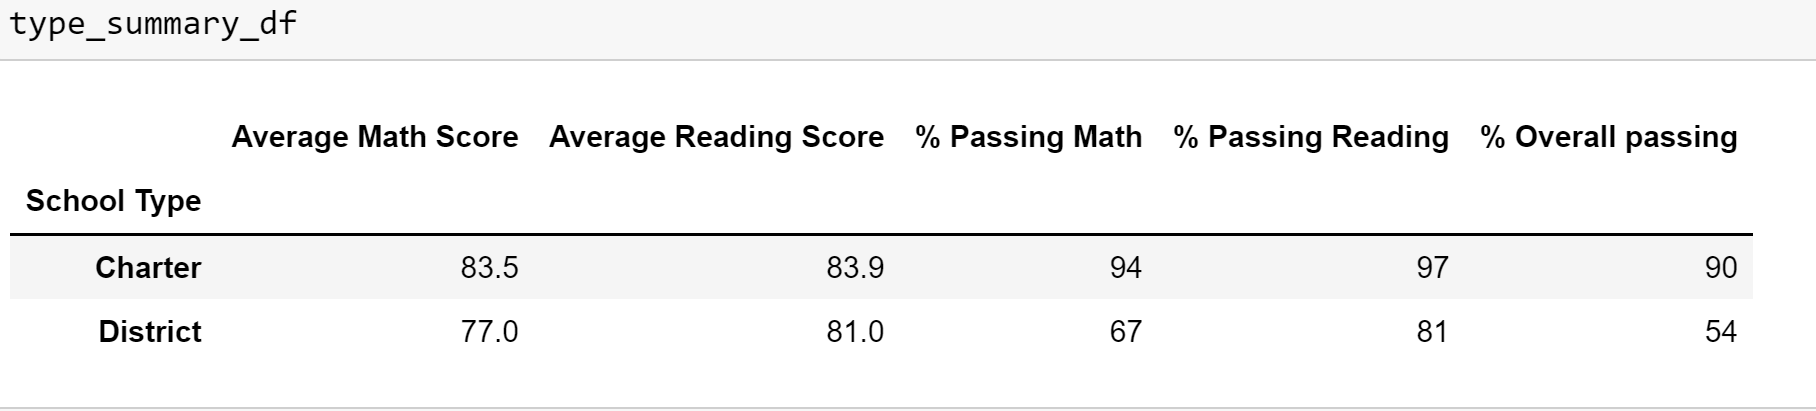 type_summary_df
Average Math Score Average Reading Score % Passing Math % Passing Reading % Overall passing
School Type
Charter 83.5 83.9 94 97 90
District 77.0 81.0 67 81 54